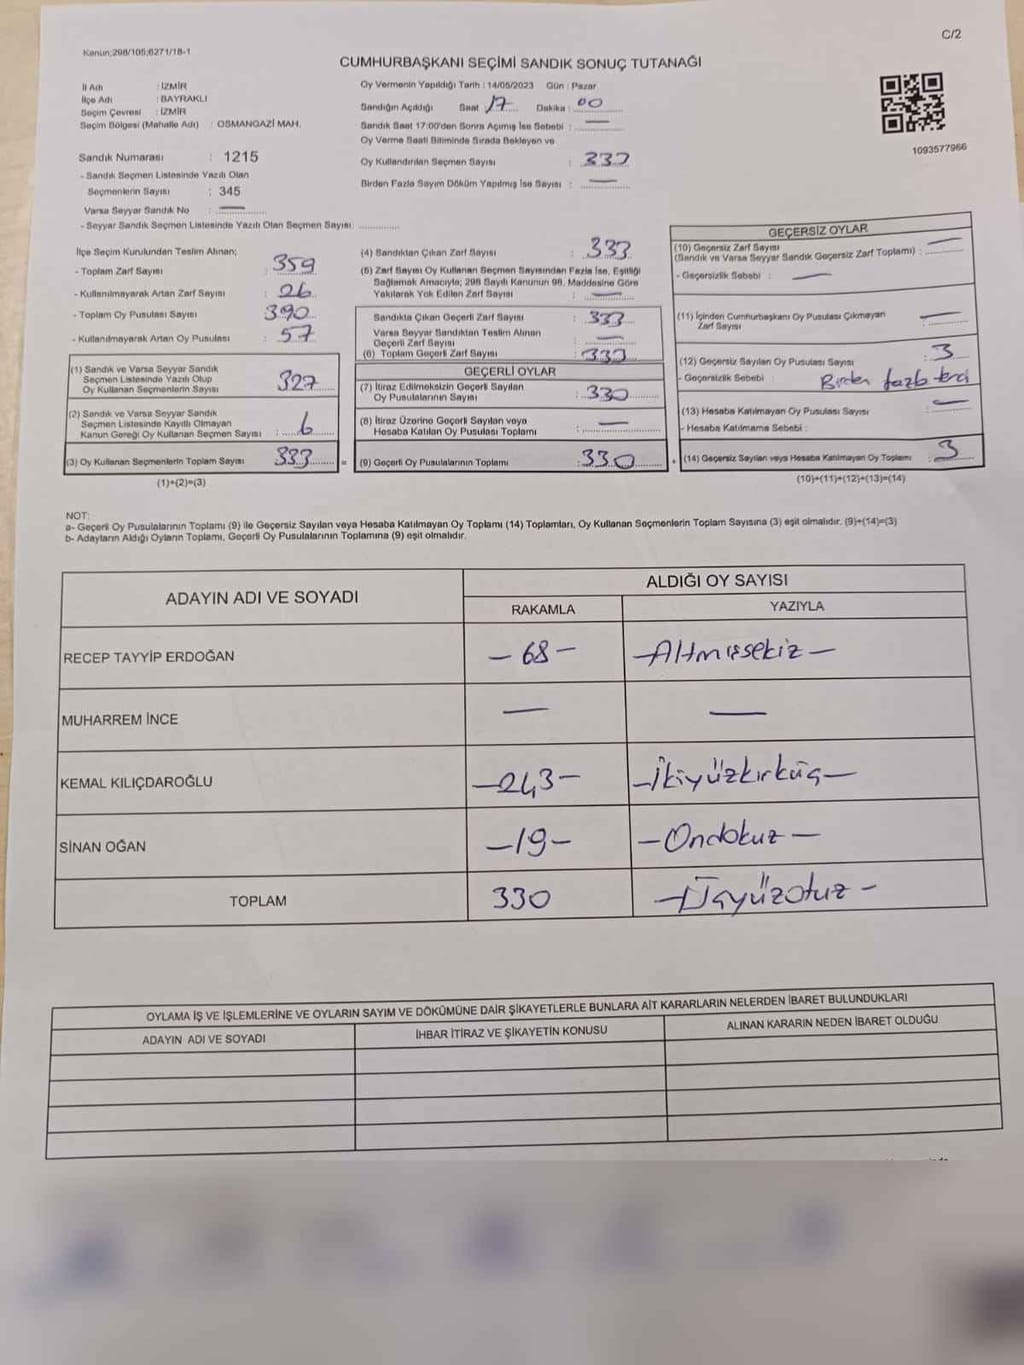 C/2
Kanun;298/105;6271/18-1
CUMHURBAŞKANI SEÇİMİ SANDIK SONUÇ TUTANAĞI
İl Adı : İZMİR
İlçe Adı : BAYRAKLI
Seçim Çevresi : İZMİR
Seçim Bölgesi (Mahalle Adı) : OSMANGAZİ MAH.
Oy Vermenin Yapıldığı Tarih : 14/05/2023 Gün : Pazar
Sandığın Açıldığı Saat 17 Dakika : 00
Sandık Saat 17:00'den Sonra Açımış İse Sebebi : —
Oy Verme Saati Bitiminde Sırada Bekleyen ve
Oy Kullandırılan Seçmen Sayısı :
Birden Fazla Sayım Döküm Yapılmış İse Sayısı : —
1093577966
Sandık Numarası : 1215
- Sandık Seçmen Listesinde Yazılı Olan
Seçmenlerin Sayısı : 345
Varsa Seyyar Sandık No : —
- Seyyar Sandık Seçmen Listesinde Yazılı Olan Seçmen Sayısı:
İlçe Seçim Kurulundan Teslim Alınan;
- Toplam Zarf Sayısı : 359
- Kullanılmayarak Artan Zarf Sayısı : 26
- Toplam Oy Pusulası Sayısı : 390
- Kullanılmayarak Artan Oy Pusulası : 57
(1) Sandık ve Varsa Seyyar Sandık
Seçmen Listesinde Yazılı Olup
Oy Kullanan Seçmenlerin Sayısı : 327
(2) Sandık ve Varsa Seyyar Sandık
Seçmen Listesinde Kayıtlı Olmayan
Kanun Gereği Oy Kullanan Seçmen Sayısı : 6
(3) Oy Kullanan Seçmenlerin Toplam Sayısı 333 =
(1)+(2)=(3)
(4) Sandıktan Çıkan Zarf Sayısı : 333
(5) Zarf Sayısı Oy Kullanan Seçmen Sayısından Fazla İse, Eşitliği
Sağlamak Amacıyla; 298 Sayılı Kanunun 98. Maddesine Göre
Yakılarak Yok Edilen Zarf Sayısı : —
Sandıkta Çıkan Geçerli Zarf Sayısı : 333
Varsa Seyyar Sandıktan Teslim Alınan
Geçerli Zarf Sayısı : —
(6) Toplam Geçerli Zarf Sayısı :
GEÇERLİ OYLAR
(7) İtiraz Edilmeksizin Geçerli Sayılan
Oy Pusulalarının Sayısı : 330
(8) İtiraz Üzerine Geçerli Sayılan veya
Hesaba Katılan Oy Pusulası Toplamı : —
(9) Geçerli Oy Pusulalarının Toplamı : 330 +
GEÇERSİZ OYLAR
(10) Geçersiz Zarf Sayısı
(Sandık ve Varsa Seyyar Sandık Geçersiz Zarf Toplamı) : —
- Geçersizlik Sebebi : —
(11) İçinden Cumhurbaşkanı Oy Pusulası Çıkmayan
Zarf Sayısı : —
(12) Geçersiz Sayılan Oy Pusulası Sayısı : 3
- Geçersizlik Sebebi : Birden fazla
(13) Hesaba Katılmayan Oy Pusulası Sayısı : —
- Hesaba Katılmama Sebebi :
(14) Geçersiz Sayılan veya Hesaba Katılmayan Oy Toplamı : 3
(10)+(11)+(12)+(13)=(14)
NOT:
a- Geçerli Oy Pusulalarının Toplamı (9) ile Geçersiz Sayılan veya Hesaba Katılmayan Oy Toplamı (14) Toplamları, Oy Kullanan Seçmenlerin Toplam Sayısına (3) eşit olmalıdır. (9)+(14)=(3)
b- Adayların Aldığı Oyların Toplamı, Geçerli Oy Pusulalarının Toplamına (9) eşit olmalıdır.
ADAYIN ADI VE SOYADI
ALDIĞI OY SAYISI
RAKAMLA YAZIYLA
RECEP TAYYİP ERDOĞAN — 68 — — Altmışsekiz —
MUHARREM İNCE — —
KEMAL KILIÇDAROĞLU — 243 — — İkiyüzkırküç —
SİNAN OĞAN — 19 — — Ondokuz —
TOPLAM 330 — Üçyüzotuz —
OYLAMA İŞ VE İŞLEMLERİNE VE OYLARIN SAYIM VE DÖKÜMÜNE DAİR ŞİKAYETLERLE BUNLARA AİT KARARLARIN NELERDEN İBARET BULUNDUKLARI
ADAYIN ADI VE SOYADI İHBAR İTİRAZ VE ŞİKAYETİN KONUSU ALINAN KARARIN NEDEN İBARET OLDUĞU